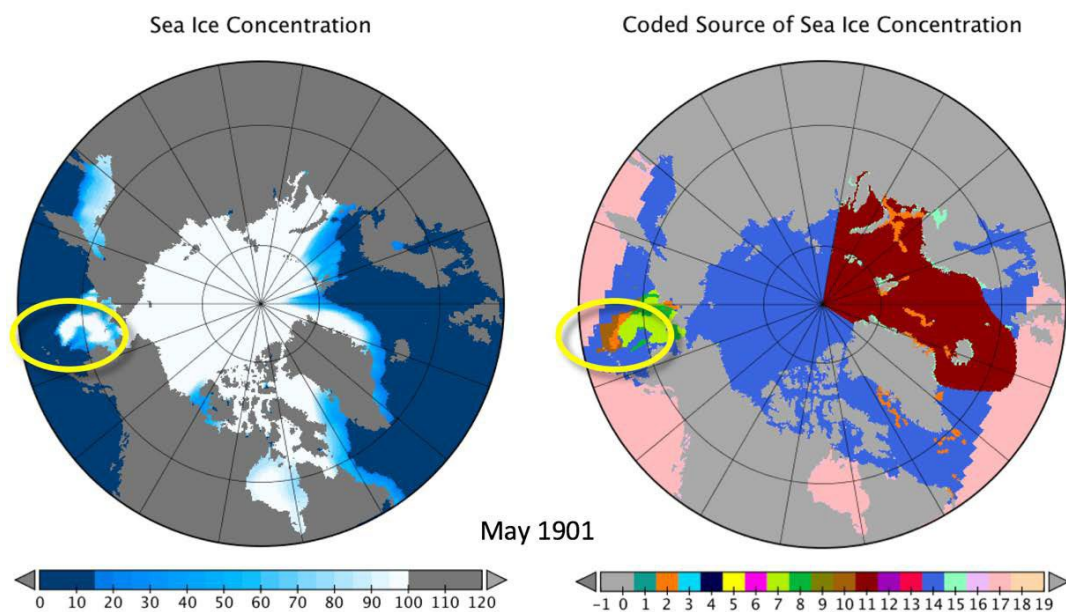 Sea Ice Concentration
Coded Source of Sea Ice Concentration
May 1901
0 10 20 30 40 50 60 70 80 90 100 110 120
-1 0 1 2 3 4 5 6 7 8 9 10 11 12 13 14 15 16 17 18 19